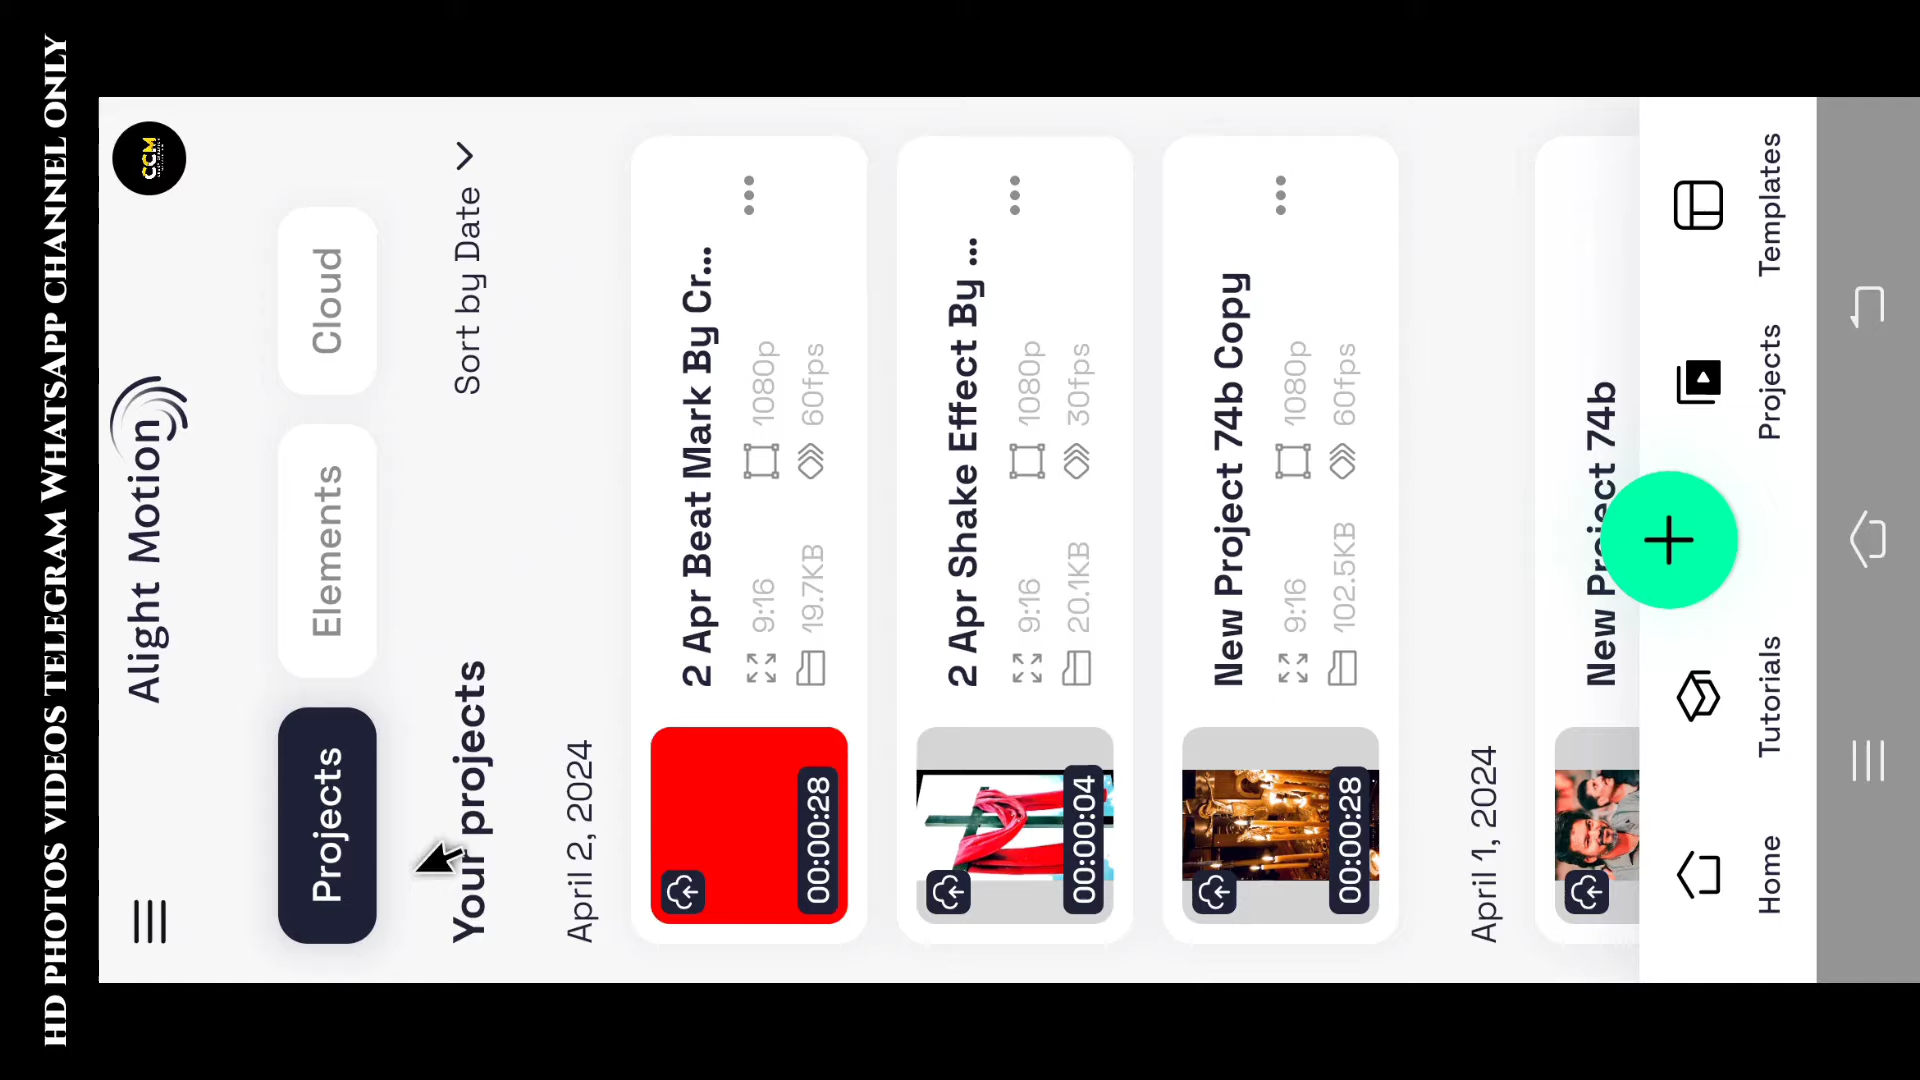 HD PHOTOS VIDEOS TELEGRAM WHATSAPP CHANNEL ONLY
Alight Motion
CCM
Projects
Elements
Cloud
Your projects
Sort by Date
April 2, 2024
2 Apr Beat Mark By Cr...
9:16
1080p
19.7KB
60fps
00:00:28
2 Apr Shake Effect By ...
9:16
1080p
20.1KB
30fps
00:00:04
New Project 74b Copy
9:16
1080p
102.5KB
60fps
00:00:28
April 1, 2024
New Project 74b
Home
Tutorials
Projects
Templates